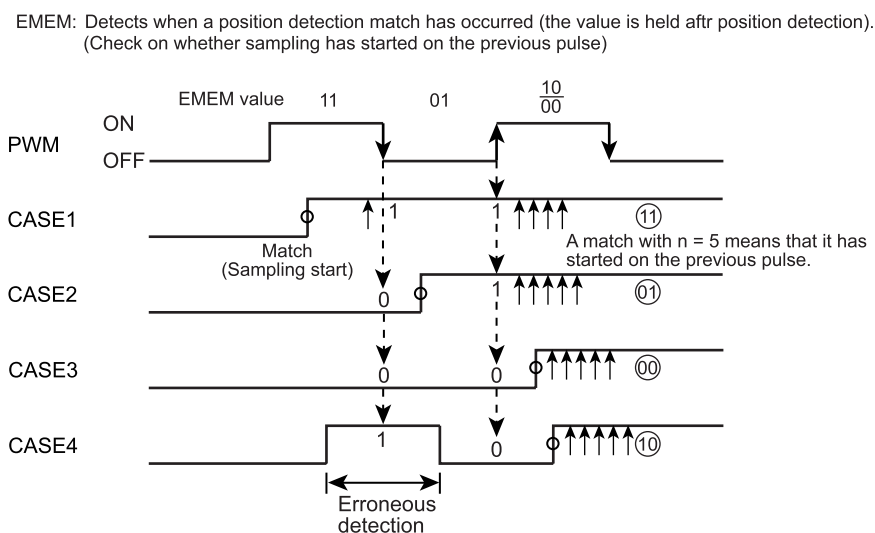 EMEM: Detects when a position detection match has occurred (the value is held aftr position detection).
(Check on whether sampling has started on the previous pulse)
EMEM value 11 01 10
00
ON
PWM
OFF
CASE1 1 1 11
Match
(Sampling start)
A match with n = 5 means that it has
started on the previous pulse.
CASE2 0 1 01
CASE3 0 0 00
CASE4 1 0 10
Erroneous
detection